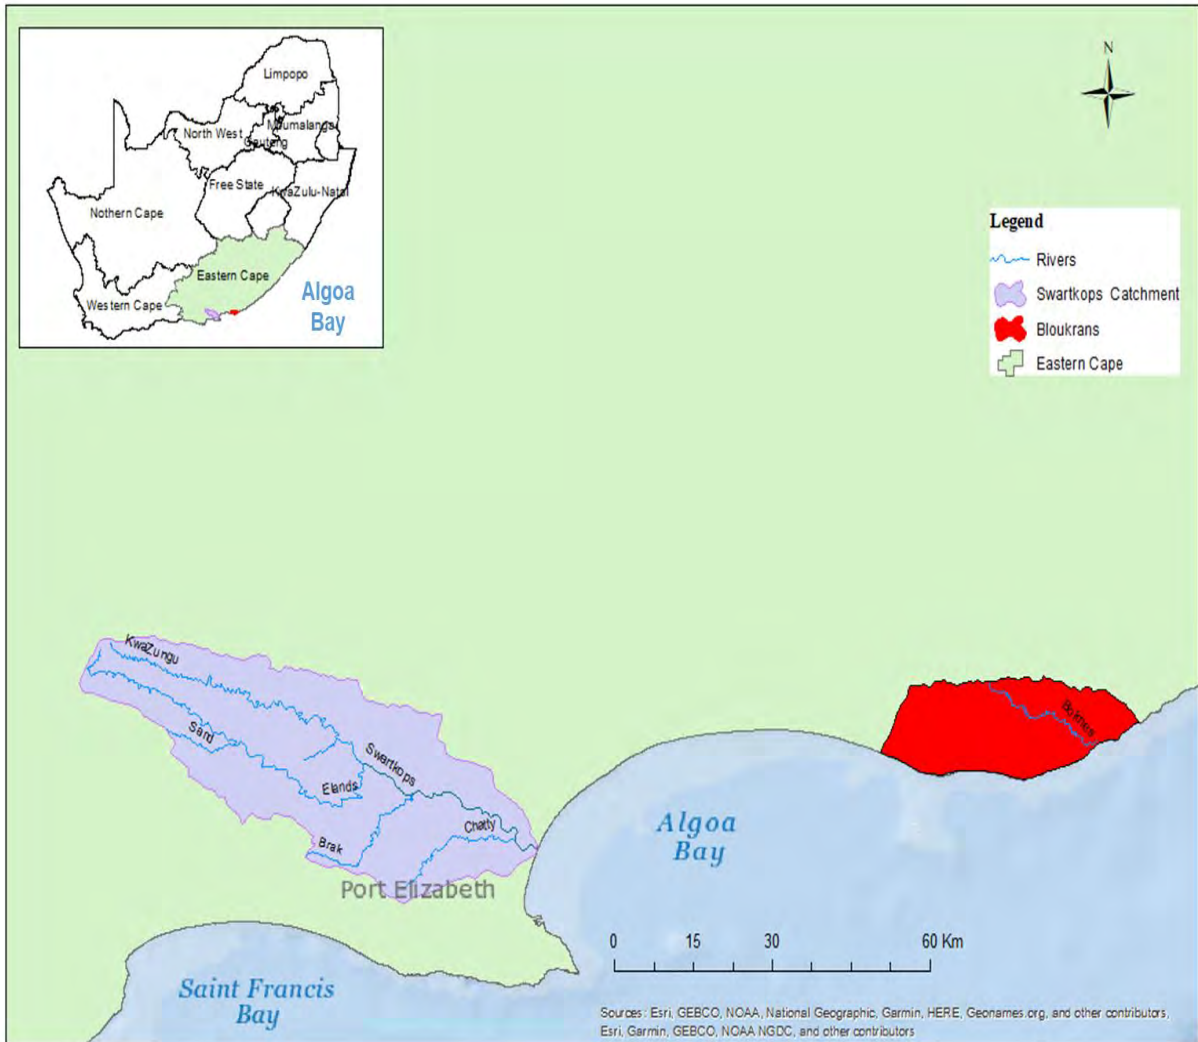 Limpopo
North West
Mpumalanga
Gauteng
Free State
KwaZulu-Natal
Nothern Cape
Eastern Cape
Western Cape
Algoa
Bay
N
Legend
Rivers
Swartkops Catchment
Bloukrans
Eastern Cape
KwaZungu
Sand
Swartkops
Elands
Chatty
Brak
Port Elizabeth
Boknes
Algoa
Bay
Saint Francis
Bay
0 15 30 60 Km
Sources: Esri, GEBCO, NOAA, National Geographic, Garmin, HERE, Geonames.org, and other contributors,
Esri, Garmin, GEBCO, NOAA NGDC, and other contributors